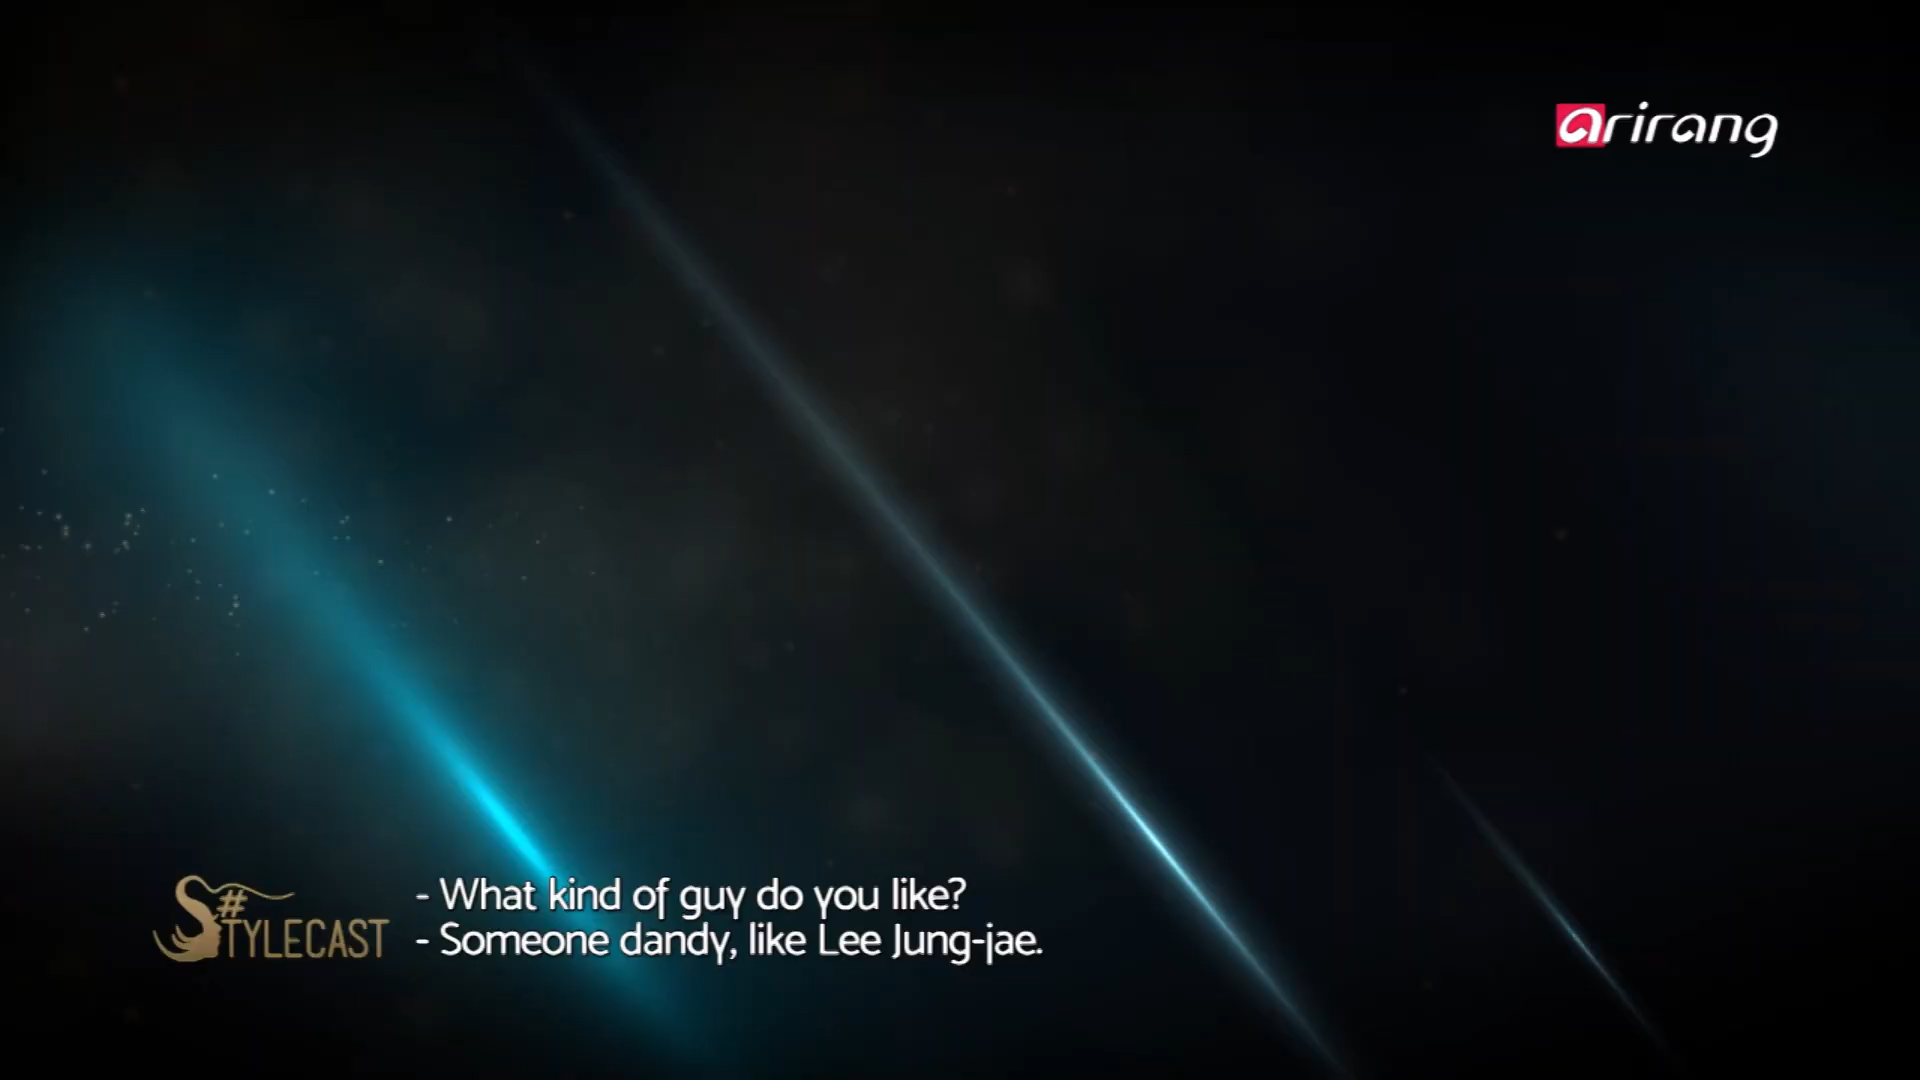 arirang
#STYLECAST
- What kind of guy do you like?
- Someone dandy, like Lee Jung-jae.